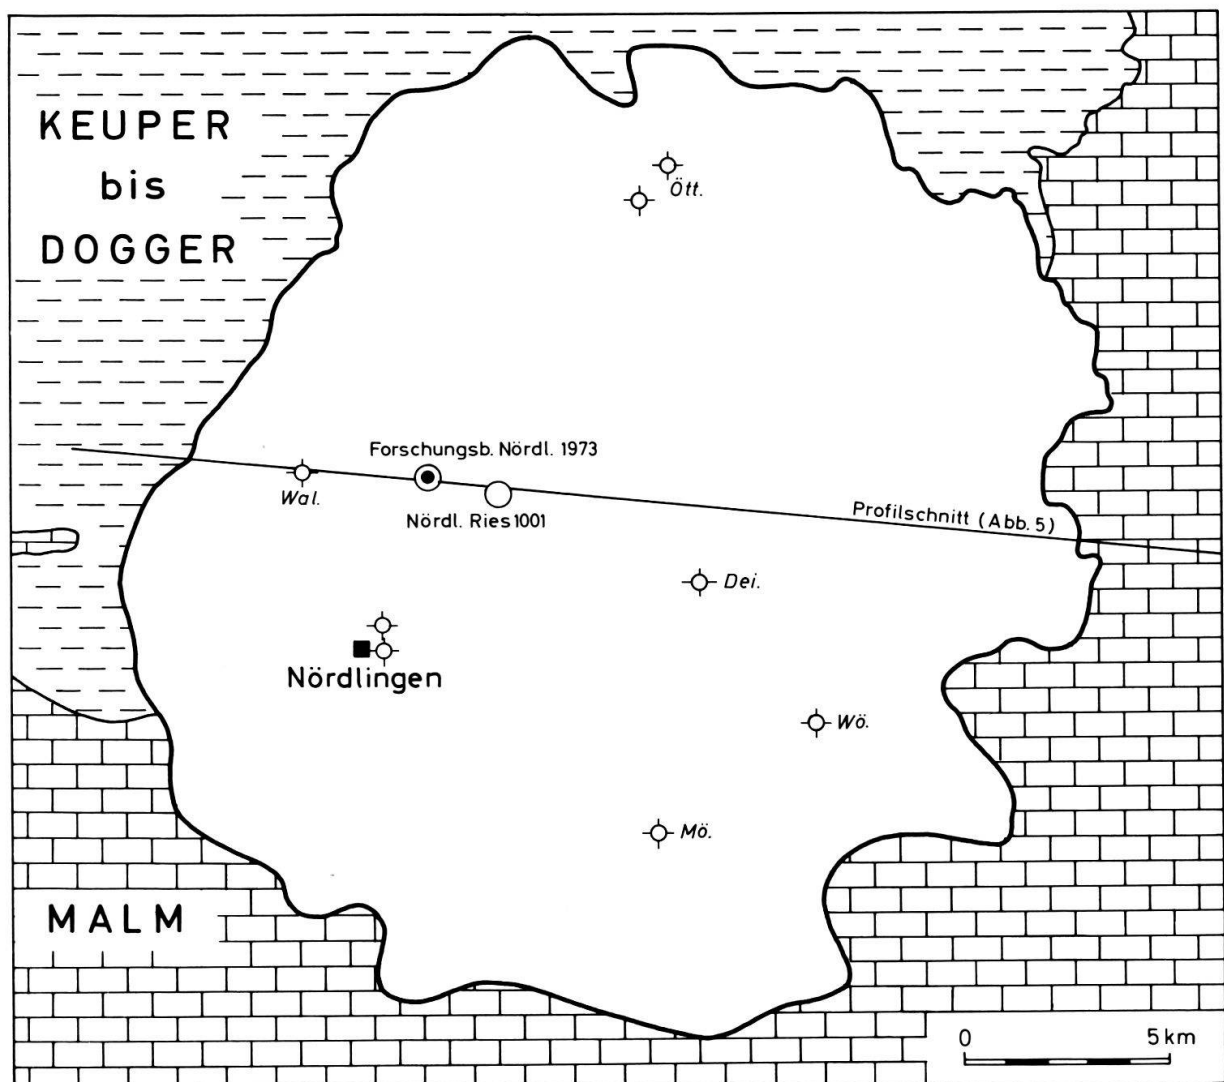 KEUPER
bis
DOGGER
Ött.
Forschungsb. Nördl. 1973
Wal.
Nördl. Ries 1001
Profilschnitt (Abb. 5)
Dei.
Nördlingen
Wö.
Mö.
MALM
0 5 km